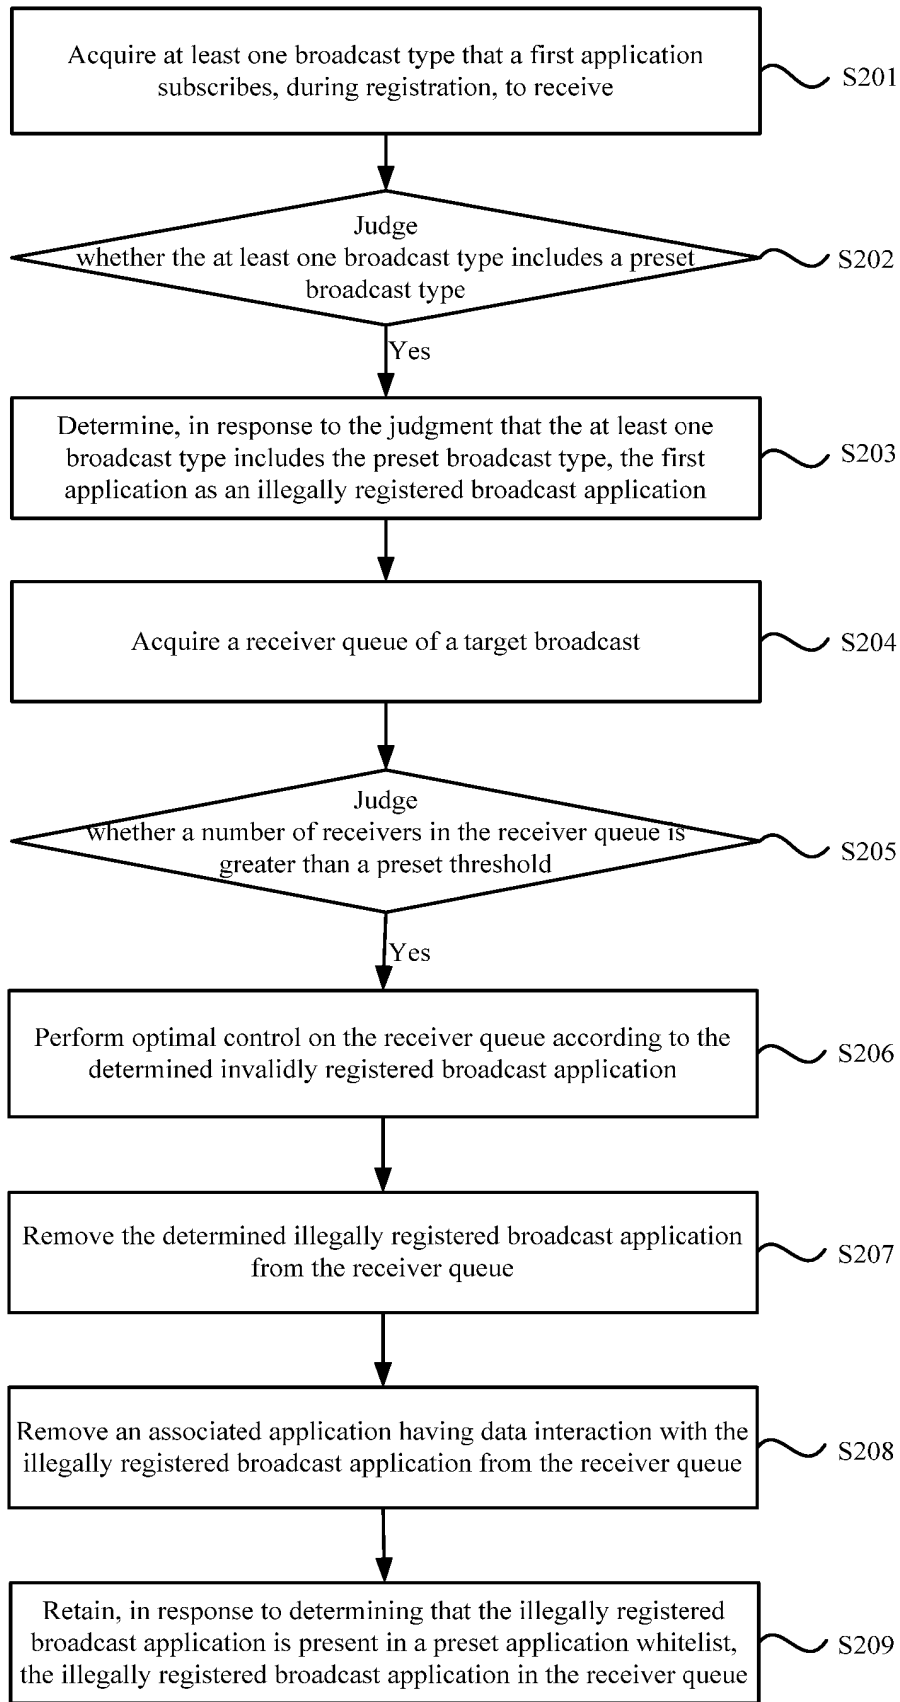 Acquire at least one broadcast type that a first application
subscribes, during registration, to receive
S201
Judge
whether the at least one broadcast type includes a preset
broadcast type
S202
Yes
Determine, in response to the judgment that the at least one
broadcast type includes the preset broadcast type, the first
application as an illegally registered broadcast application
S203
Acquire a receiver queue of a target broadcast
S204
Judge
whether a number of receivers in the receiver queue is
greater than a preset threshold
S205
Yes
Perform optimal control on the receiver queue according to the
determined invalidly registered broadcast application
S206
Remove the determined illegally registered broadcast application
from the receiver queue
S207
Remove an associated application having data interaction with the
illegally registered broadcast application from the receiver queue
S208
Retain, in response to determining that the illegally registered
broadcast application is present in a preset application whitelist,
the illegally registered broadcast application in the receiver queue
S209